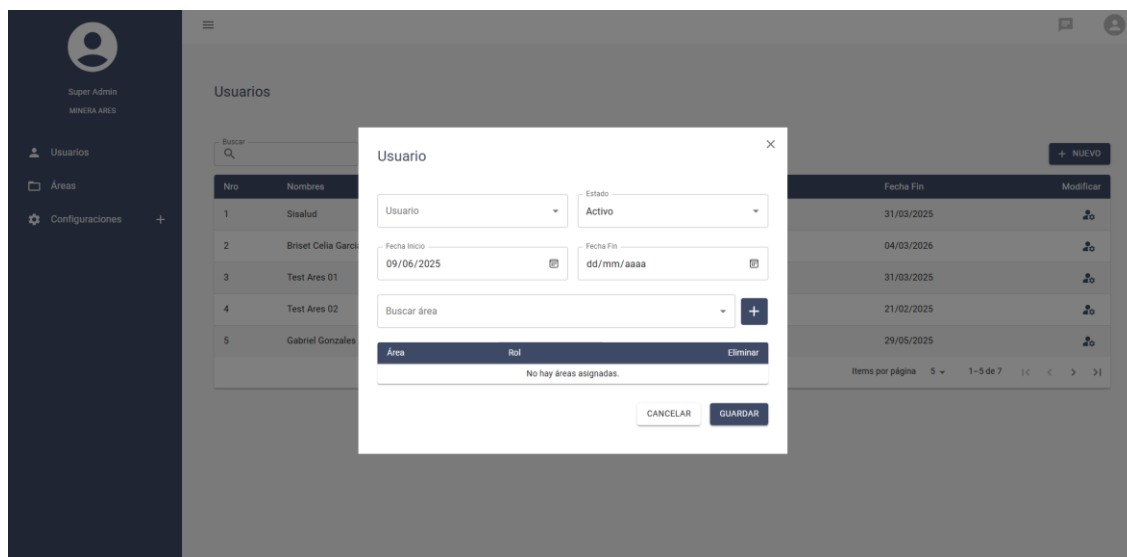 Super Admin
MINERA ARES
Usuarios
Áreas
Configuraciones +
Usuarios
Buscar
+ NUEVO
Nro Nombres Fecha Fin Modificar
1 Sisalud 31/03/2025
2 Briset Celia Garci 04/03/2026
3 Test Ares 01 31/03/2025
4 Test Ares 02 21/02/2025
5 Gabriel Gonzales 29/05/2025
Items por página 5 1–5 de 7
Usuario
Usuario
Estado
Activo
Fecha Inicio
09/06/2025
Fecha Fin
dd/mm/aaaa
Buscar área
+
Área Rol Eliminar
No hay áreas asignadas.
CANCELAR GUARDAR